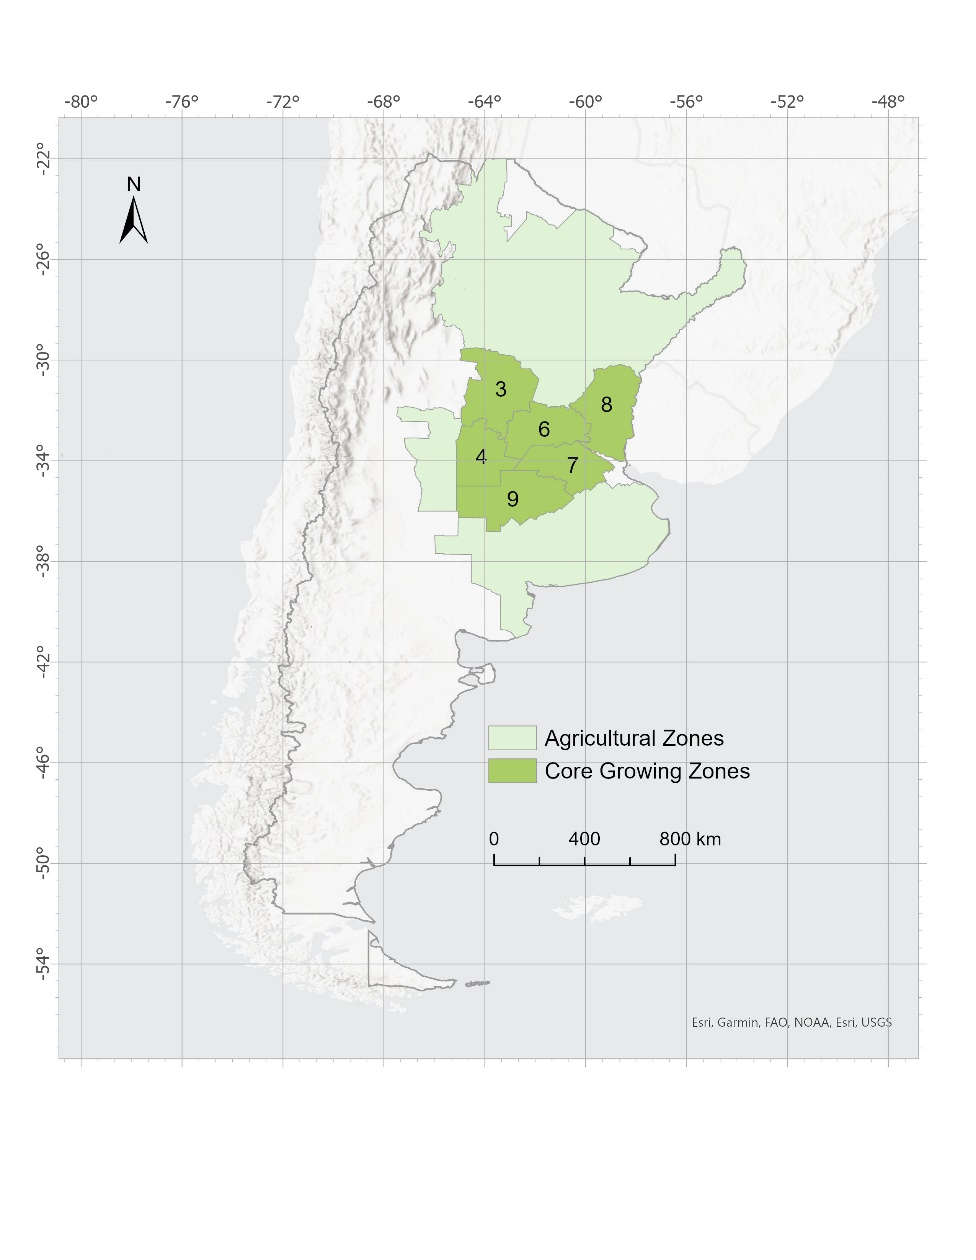 -80° -76° -72° -68° -64° -60° -56° -52° -48°
-22°
N
-26°
-30°
3
8
6
-34°
4
7
9
-38°
-42°
Agricultural Zones
-46°
Core Growing Zones
0 400 800 km
-50°
-54°
Esri, Garmin, FAO, NOAA, Esri, USGS